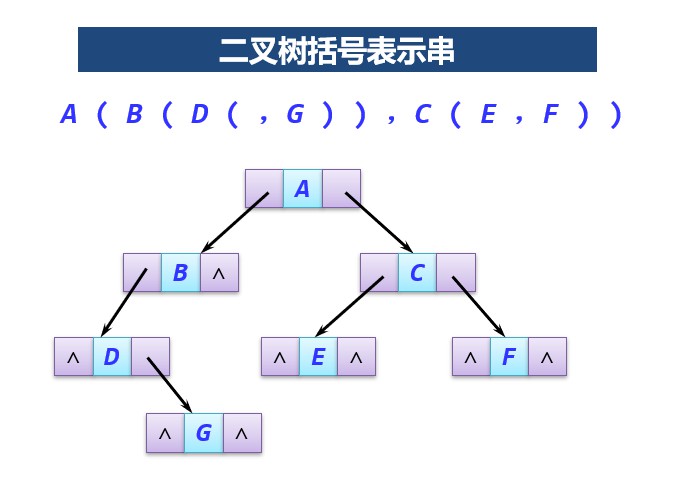 二叉树括号表示串
A ( B ( D ( , G ) ) , C ( E , F ) )
A
B ∧ C
∧ D ∧ E ∧ ∧ F ∧
∧ G ∧